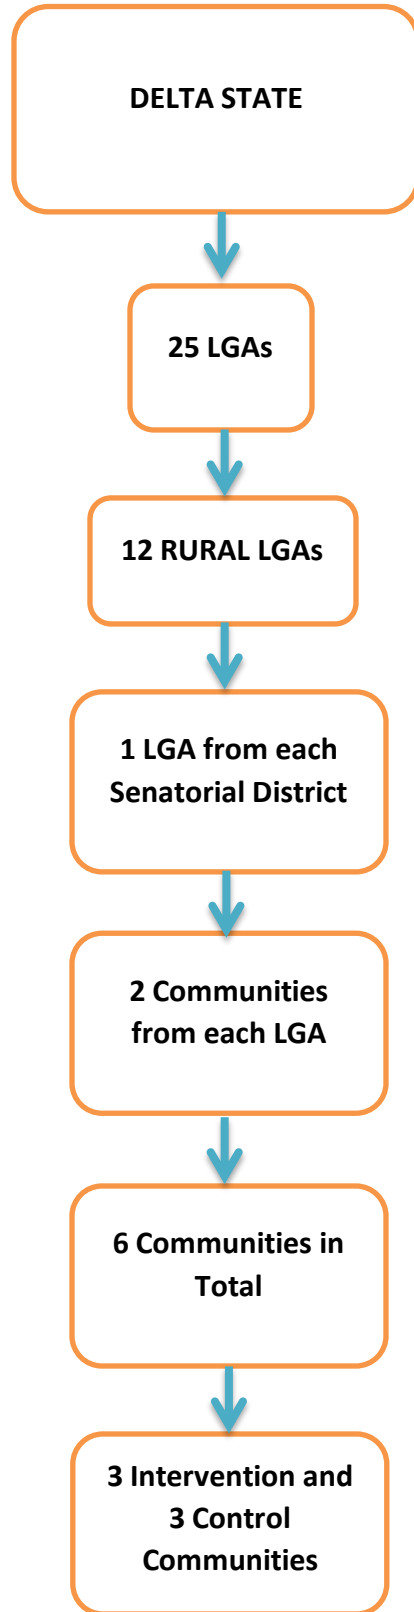 DELTA STATE
25 LGAs
12 RURAL LGAs
1 LGA from each
Senatorial District
2 Communities
from each LGA
6 Communities in
Total
3 Intervention and
3 Control
Communities